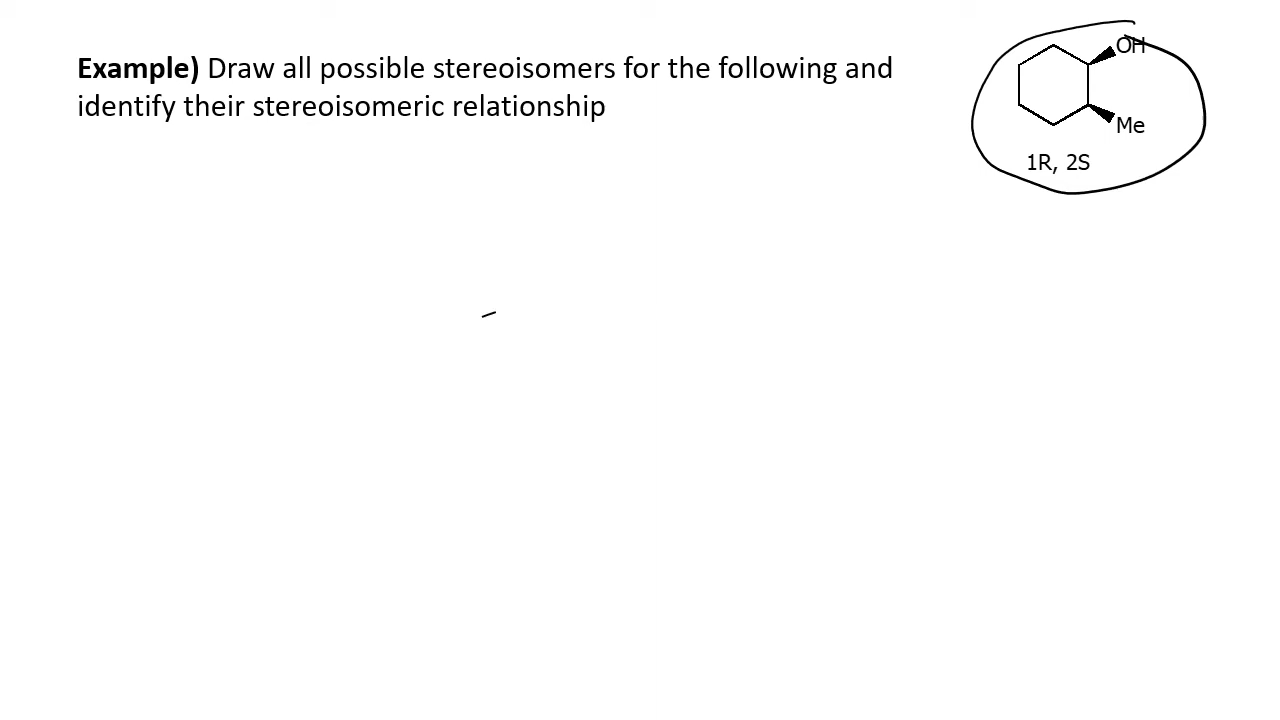 Example) Draw all possible stereoisomers for the following and
identify their stereoisomeric relationship
OH
Me
1R, 2S